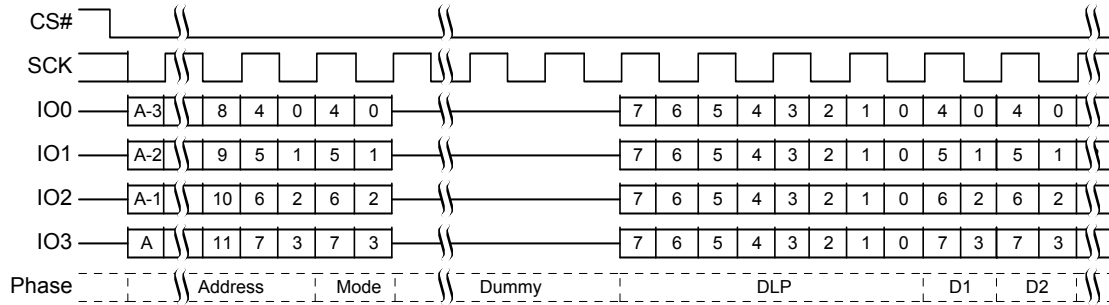 CS#
SCK
IO0 A-3 8 4 0 4 0 7 6 5 4 3 2 1 0 4 0 4 0
IO1 A-2 9 5 1 5 1 7 6 5 4 3 2 1 0 5 1 5 1
IO2 A-1 10 6 2 6 2 7 6 5 4 3 2 1 0 6 2 6 2
IO3 A 11 7 3 7 3 7 6 5 4 3 2 1 0 7 3 7 3
Phase Address Mode Dummy DLP D1 D2